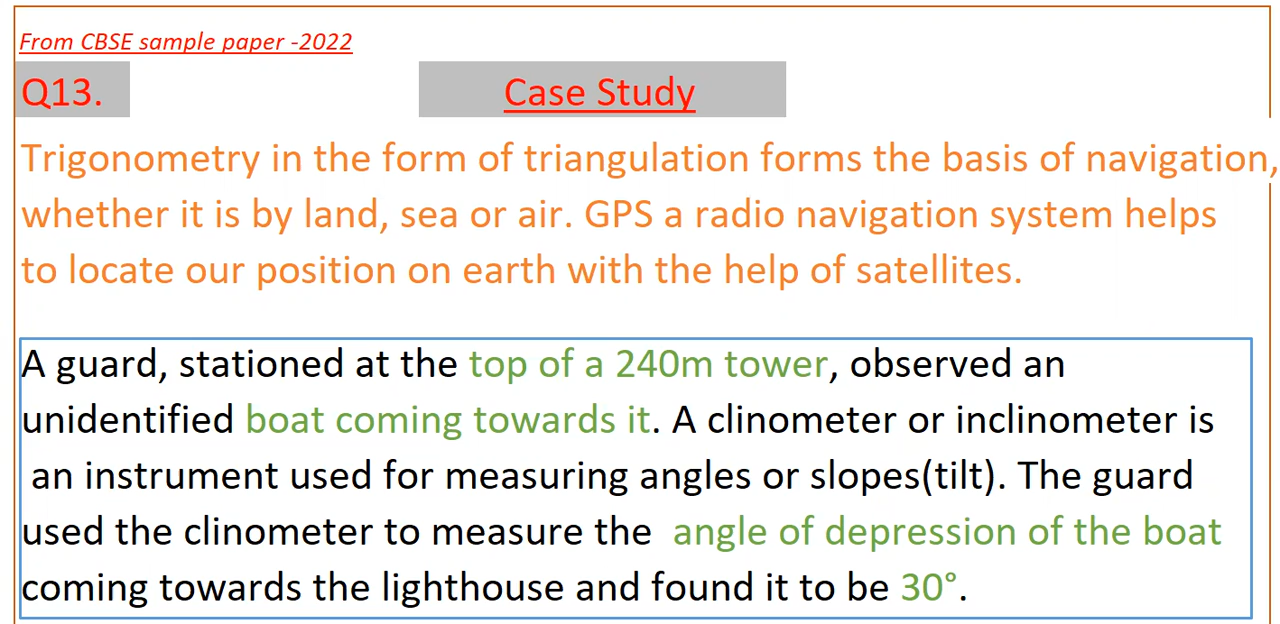 From CBSE sample paper -2022
Q13. Case Study
Trigonometry in the form of triangulation forms the basis of navigation,
whether it is by land, sea or air. GPS a radio navigation system helps
to locate our position on earth with the help of satellites.
A guard, stationed at the top of a 240m tower, observed an
unidentified boat coming towards it. A clinometer or inclinometer is
an instrument used for measuring angles or slopes(tilt). The guard
used the clinometer to measure the angle of depression of the boat
coming towards the lighthouse and found it to be 30°.